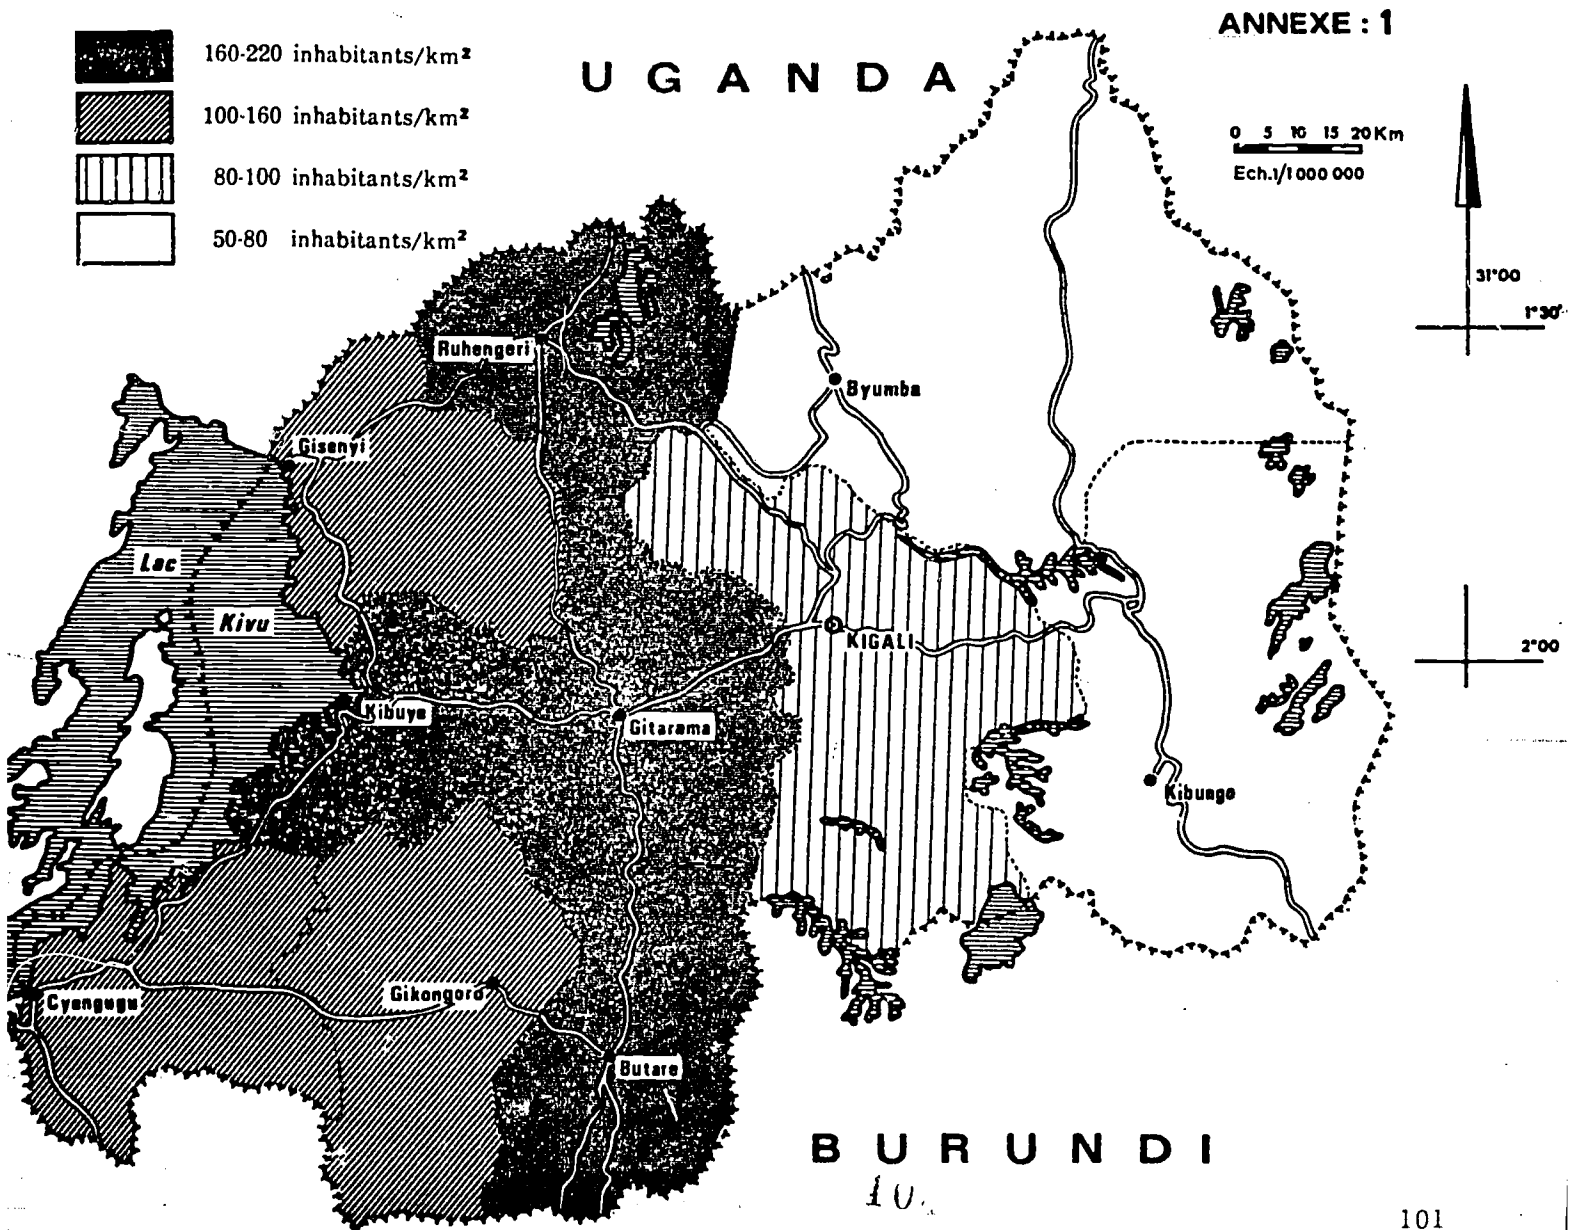 ANNEXE : 1
160-220 inhabitants/km²
100-160 inhabitants/km²
80-100 inhabitants/km²
50-80 inhabitants/km²
UGANDA
0 5 10 15 20 Km
Ech.1/1 000 000
31°00
1°30'
Ruhengeri
Byumba
Gisenyi
Lac
Kivu
KIGALI
2°00
Kibuye
Gitarama
Kibungo
Gikongoro
Cyangugu
Butare
BURUNDI
10.
101